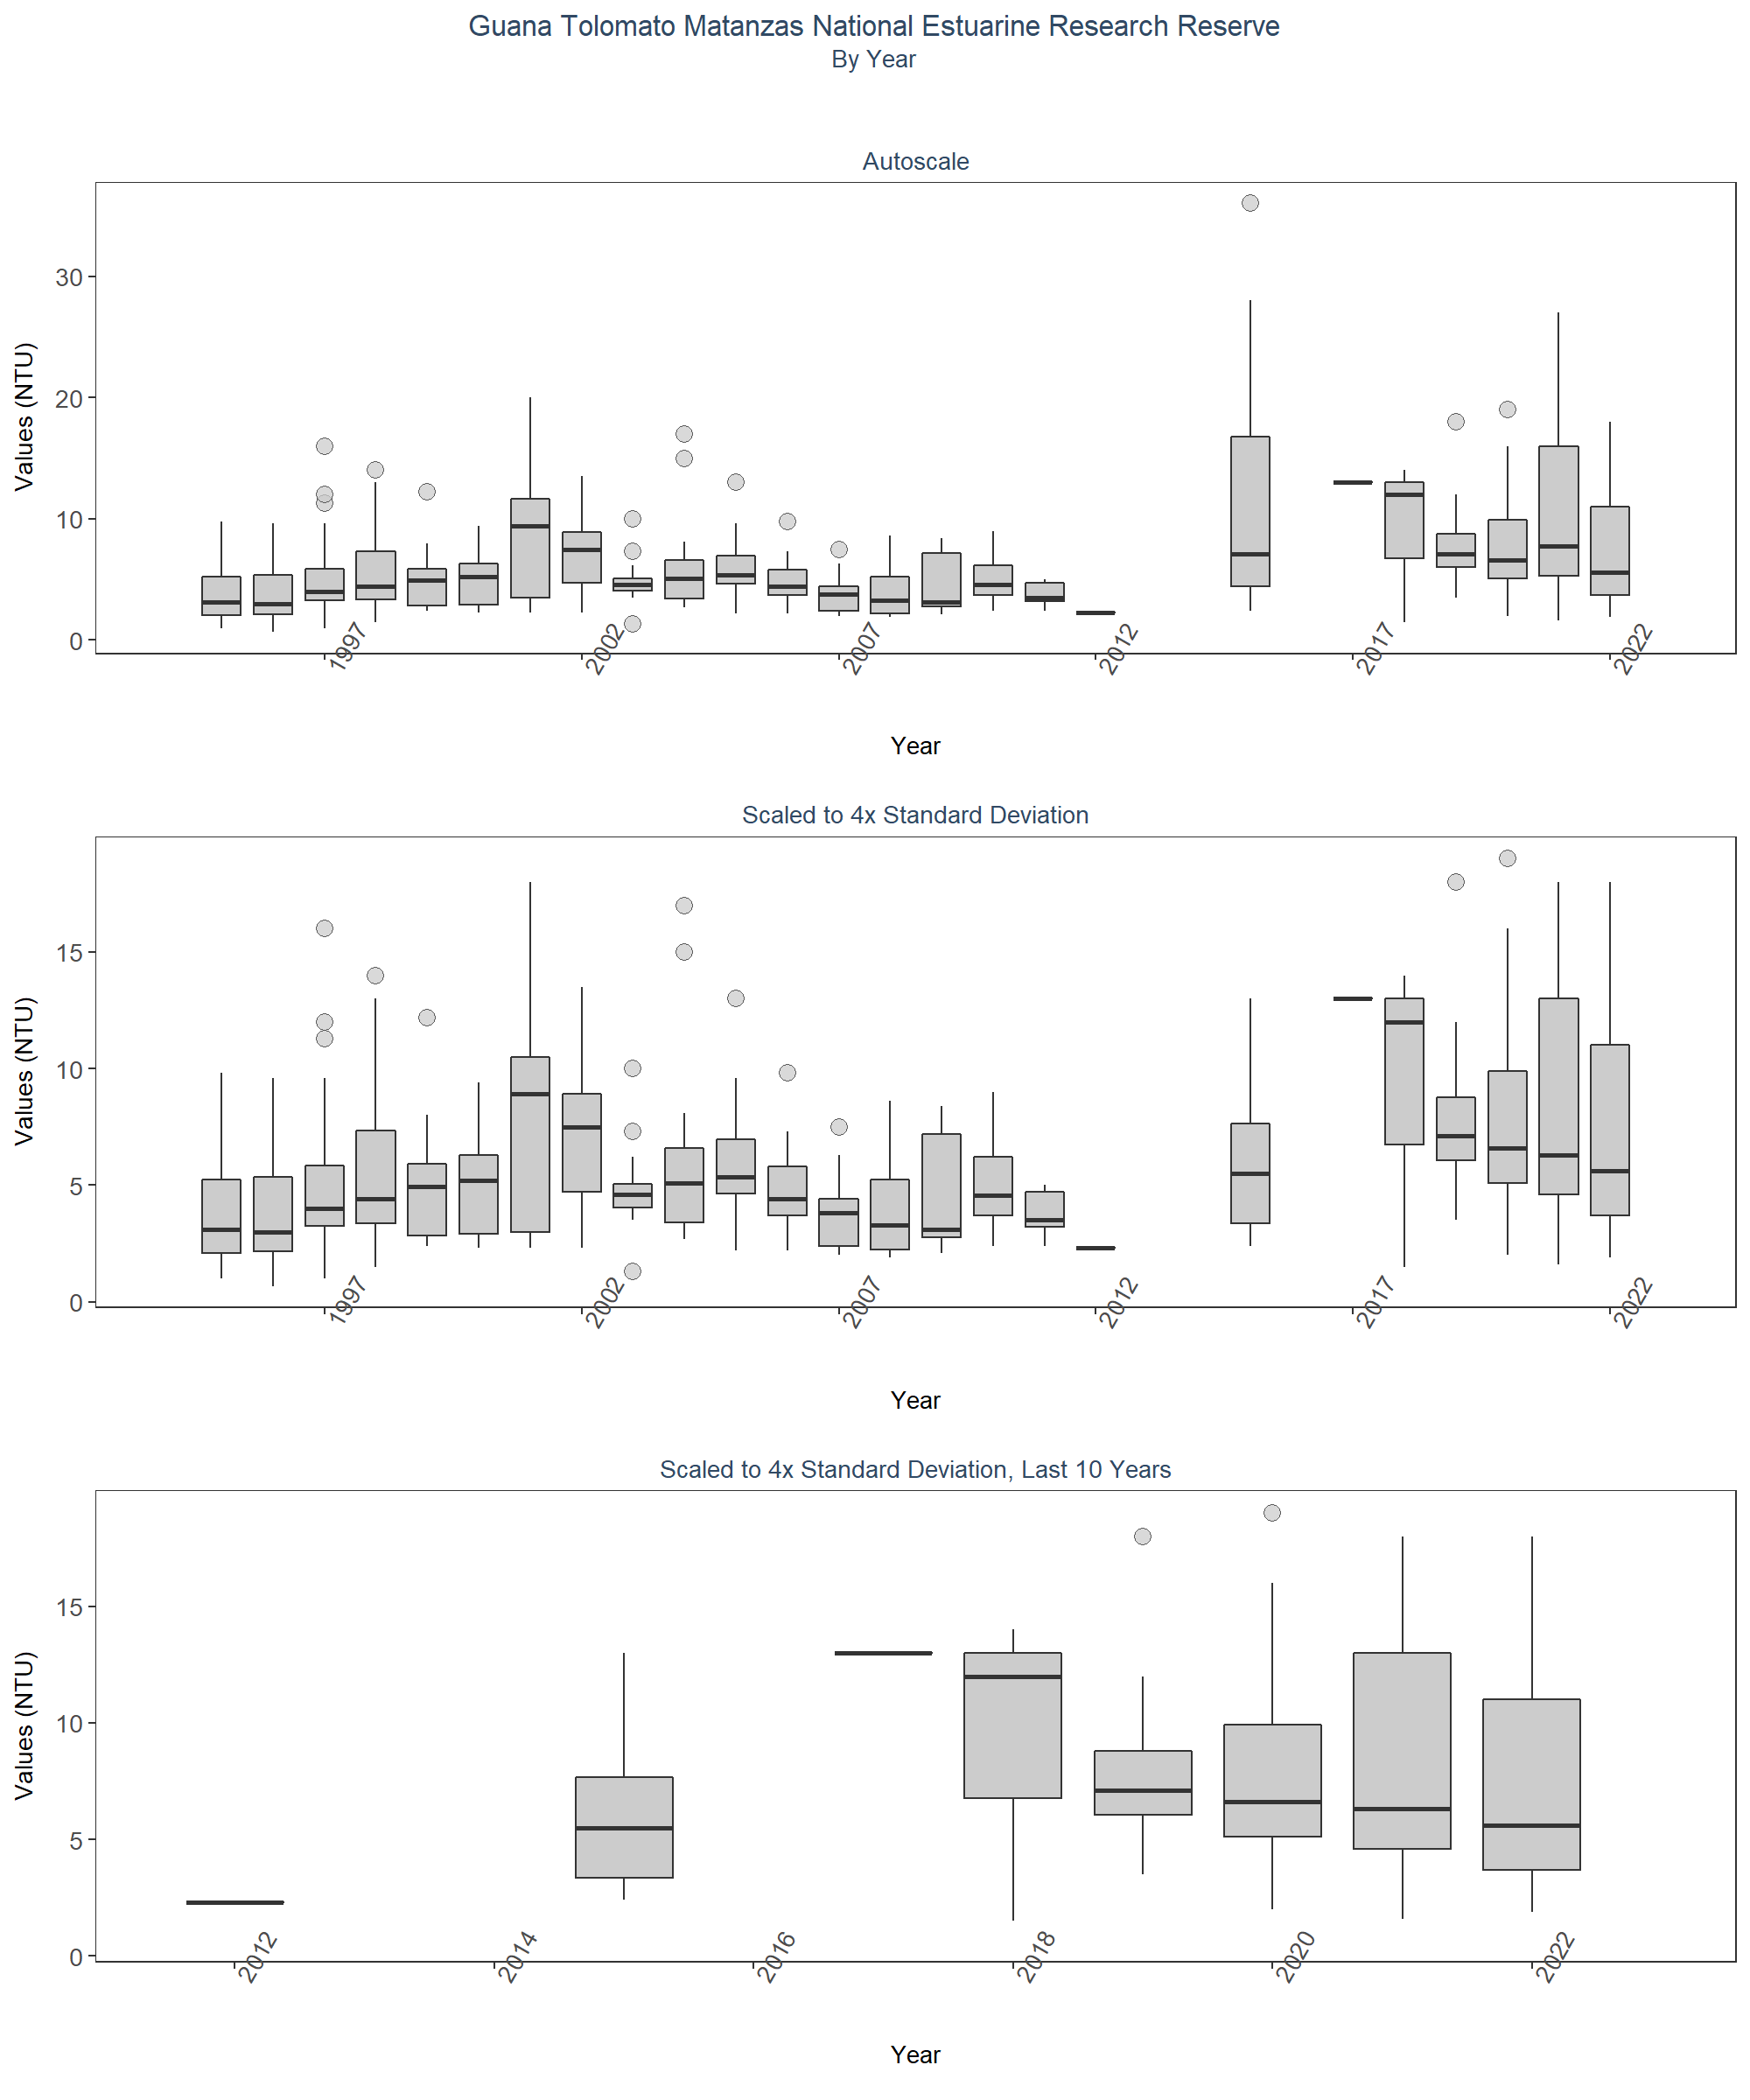 Guana Tolomato Matanzas National Estuarine Research Reserve
By Year
Autoscale
Values (NTU)
30
20
10
0
1997
2002
2007
2012
2017
2022
Year
Scaled to 4x Standard Deviation
Values (NTU)
15
10
5
0
1997
2002
2007
2012
2017
2022
Year
Scaled to 4x Standard Deviation, Last 10 Years
Values (NTU)
15
10
5
0
2012
2014
2016
2018
2020
2022
Year